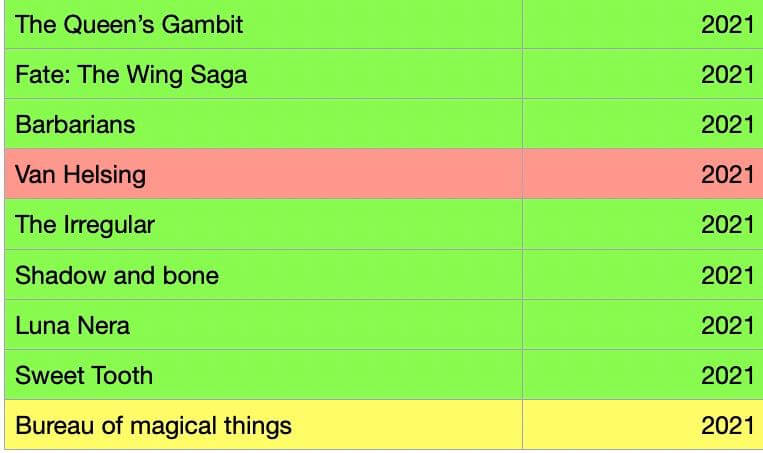 The Queen’s Gambit 2021
Fate: The Wing Saga 2021
Barbarians 2021
Van Helsing 2021
The Irregular 2021
Shadow and bone 2021
Luna Nera 2021
Sweet Tooth 2021
Bureau of magical things 2021